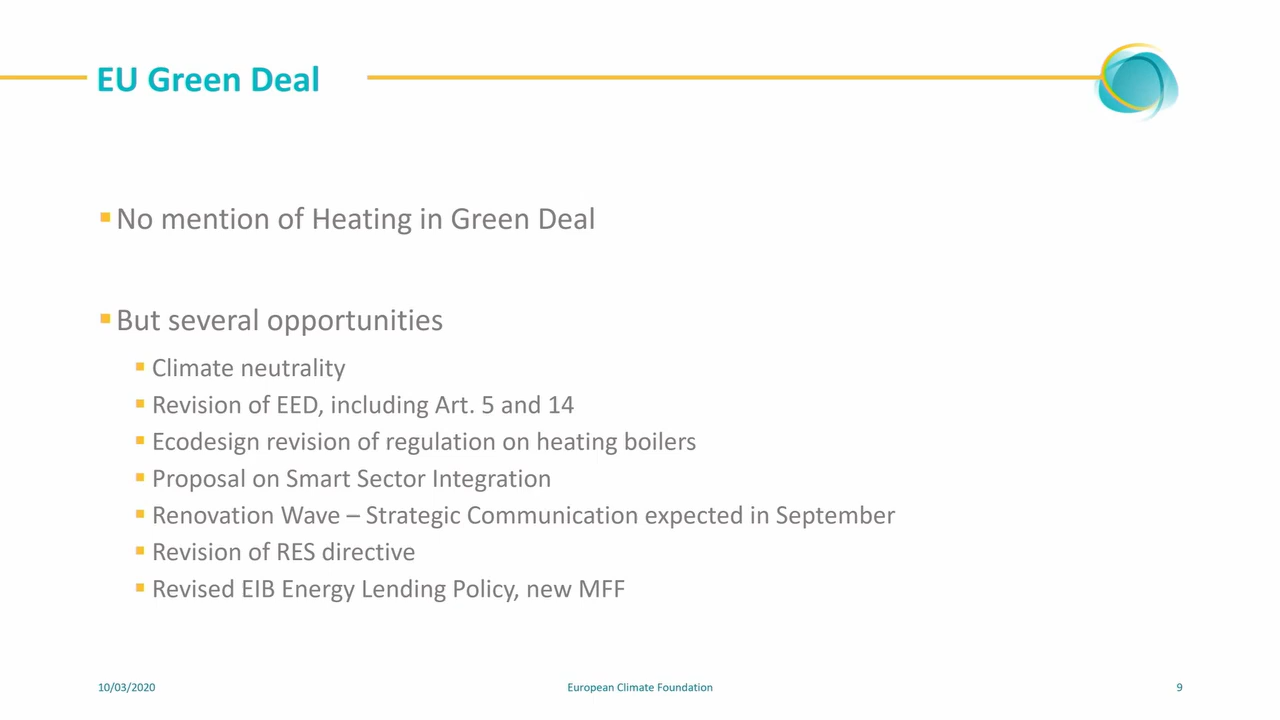 EU Green Deal
No mention of Heating in Green Deal
But several opportunities
Climate neutrality
Revision of EED, including Art. 5 and 14
Ecodesign revision of regulation on heating boilers
Proposal on Smart Sector Integration
Renovation Wave – Strategic Communication expected in September
Revision of RES directive
Revised EIB Energy Lending Policy, new MFF
10/03/2020 European Climate Foundation 9